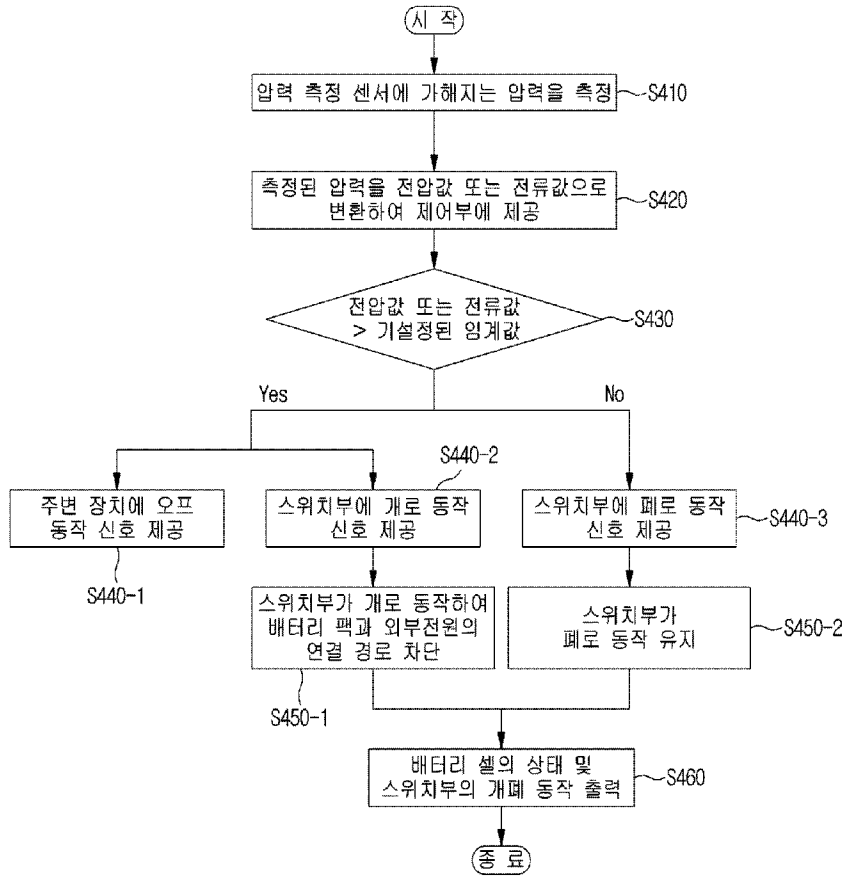 시 작
압력 측정 센서에 가해지는 압력을 측정
S410
측정된 압력을 전압값 또는 전류값으로
변환하여 제어부에 제공
S420
전압값 또는 전류값
> 기설정된 임계값
S430
Yes
No
S440-2
주변 장치에 오프
동작 신호 제공
스위치부에 개로 동작
신호 제공
스위치부에 폐로 동작
신호 제공
S440-3
S440-1
스위치부가 개로 동작하여
배터리 팩과 외부전원의
연결 경로 차단
스위치부가
폐로 동작 유지
S450-2
S450-1
배터리 셀의 상태 및
스위치부의 개폐 동작 출력
S460
종 료